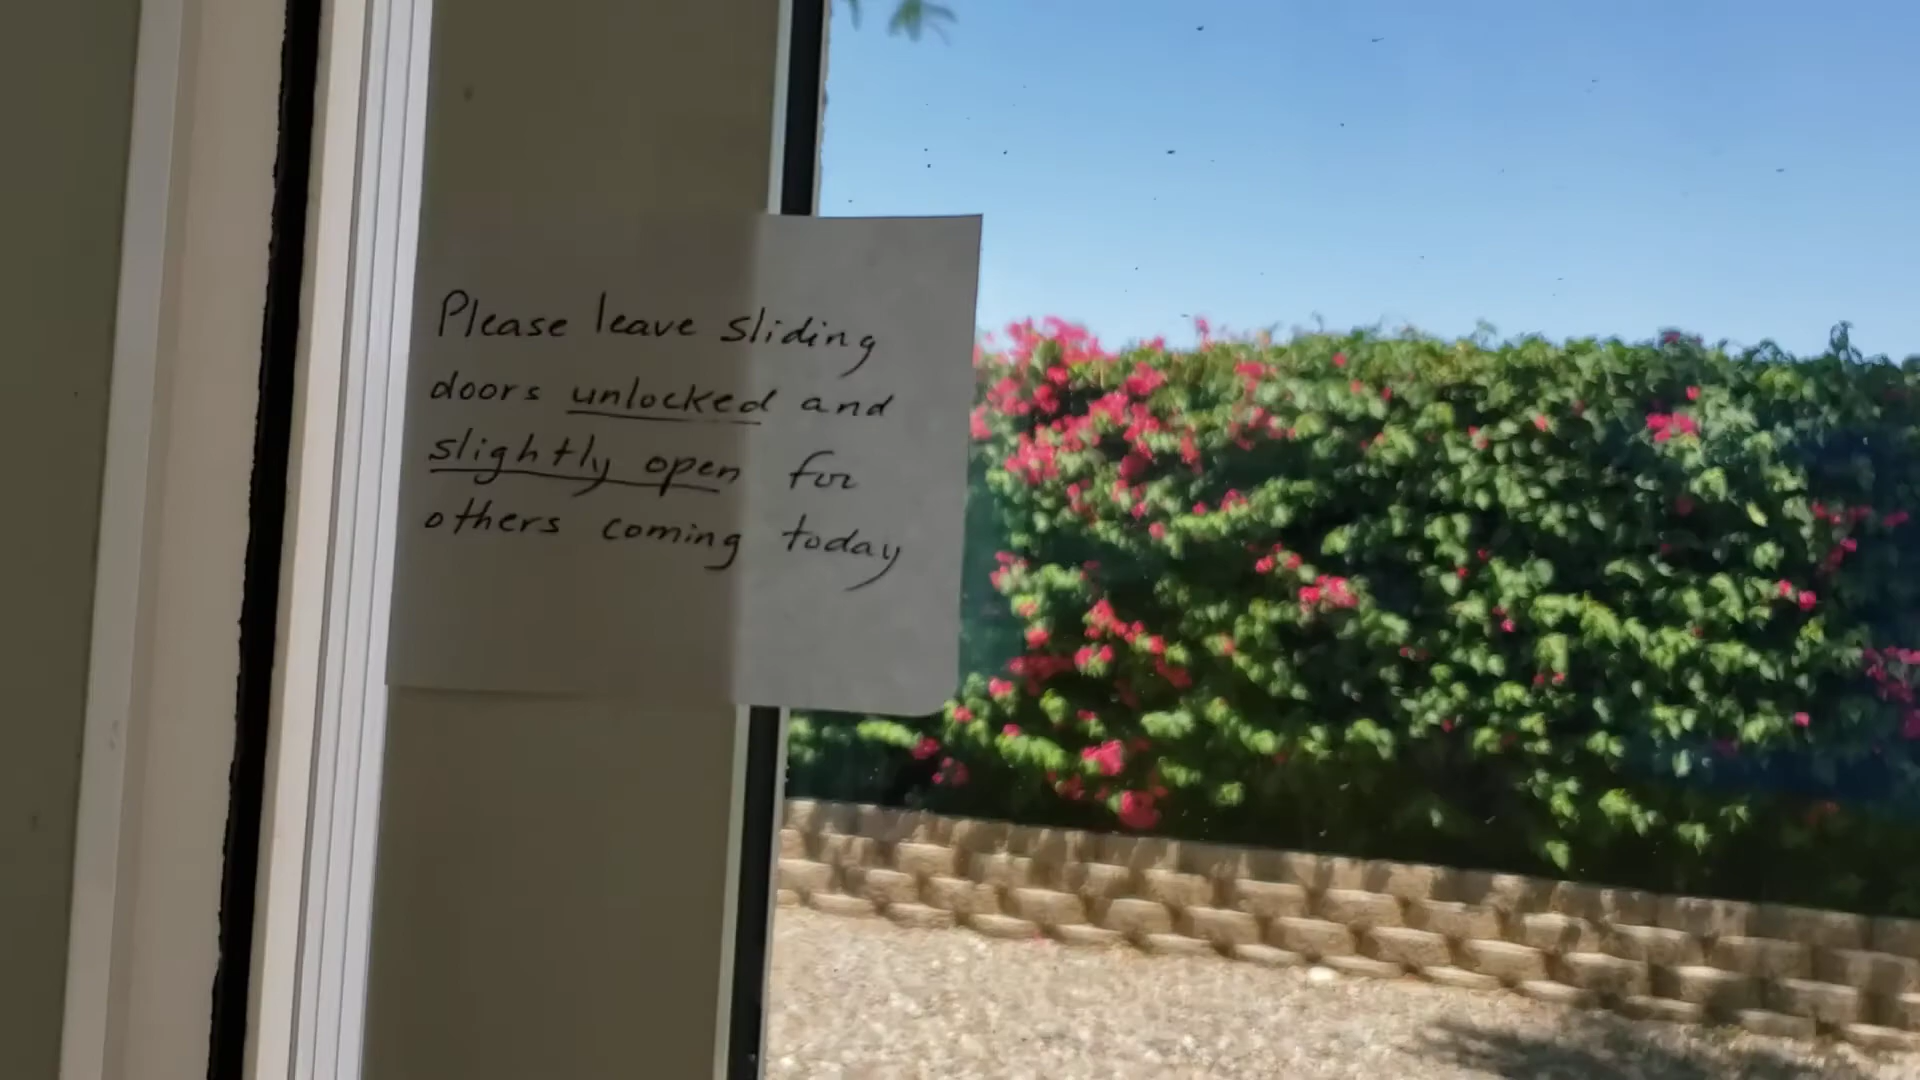 Please leave sliding
doors unlocked and
slightly open for
others coming today